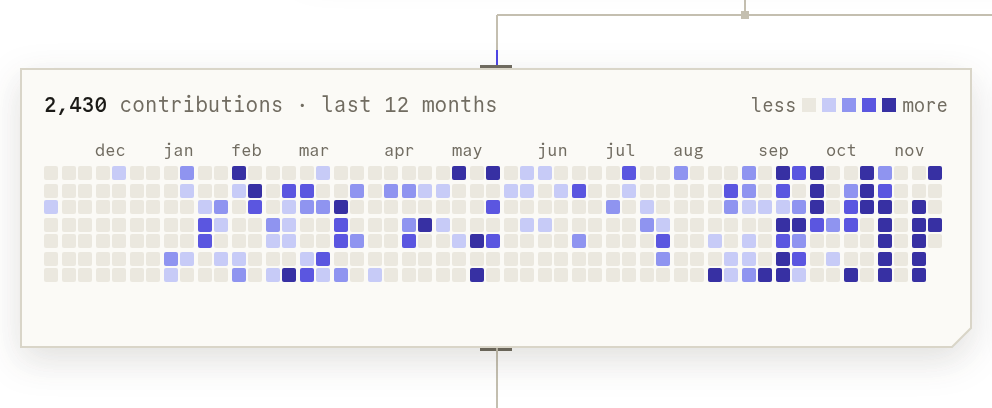 2,430 contributions · last 12 months
less more
dec jan feb mar apr may jun jul aug sep oct nov